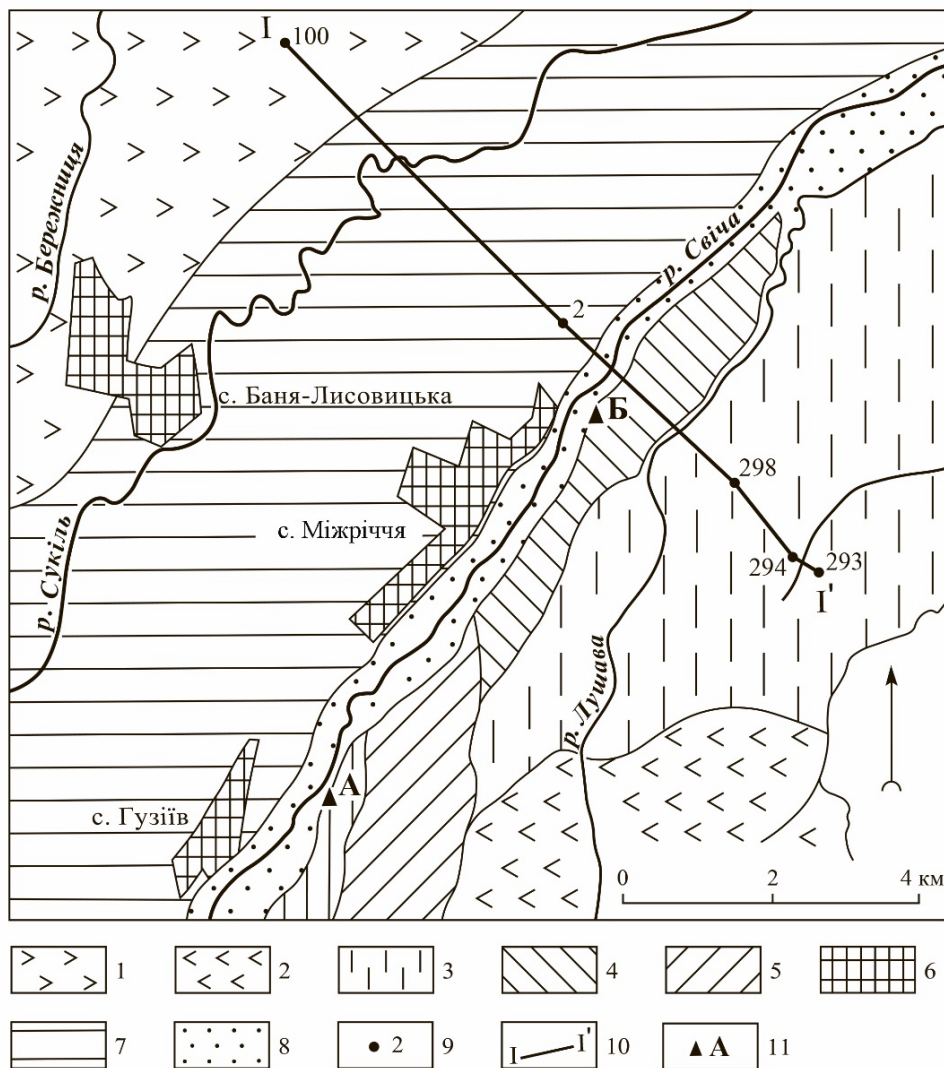 I
100
р. Бережниця
р. Свіча
2
с. Баня-Лисовицька
Б
298
с. Міжріччя
р. Сукіль
294
293
I'
р. Лушава
А
с. Гузіїв
0 2 4 км
1 2 3 4 5 6
7 8 2 9 I I' 10 А 11